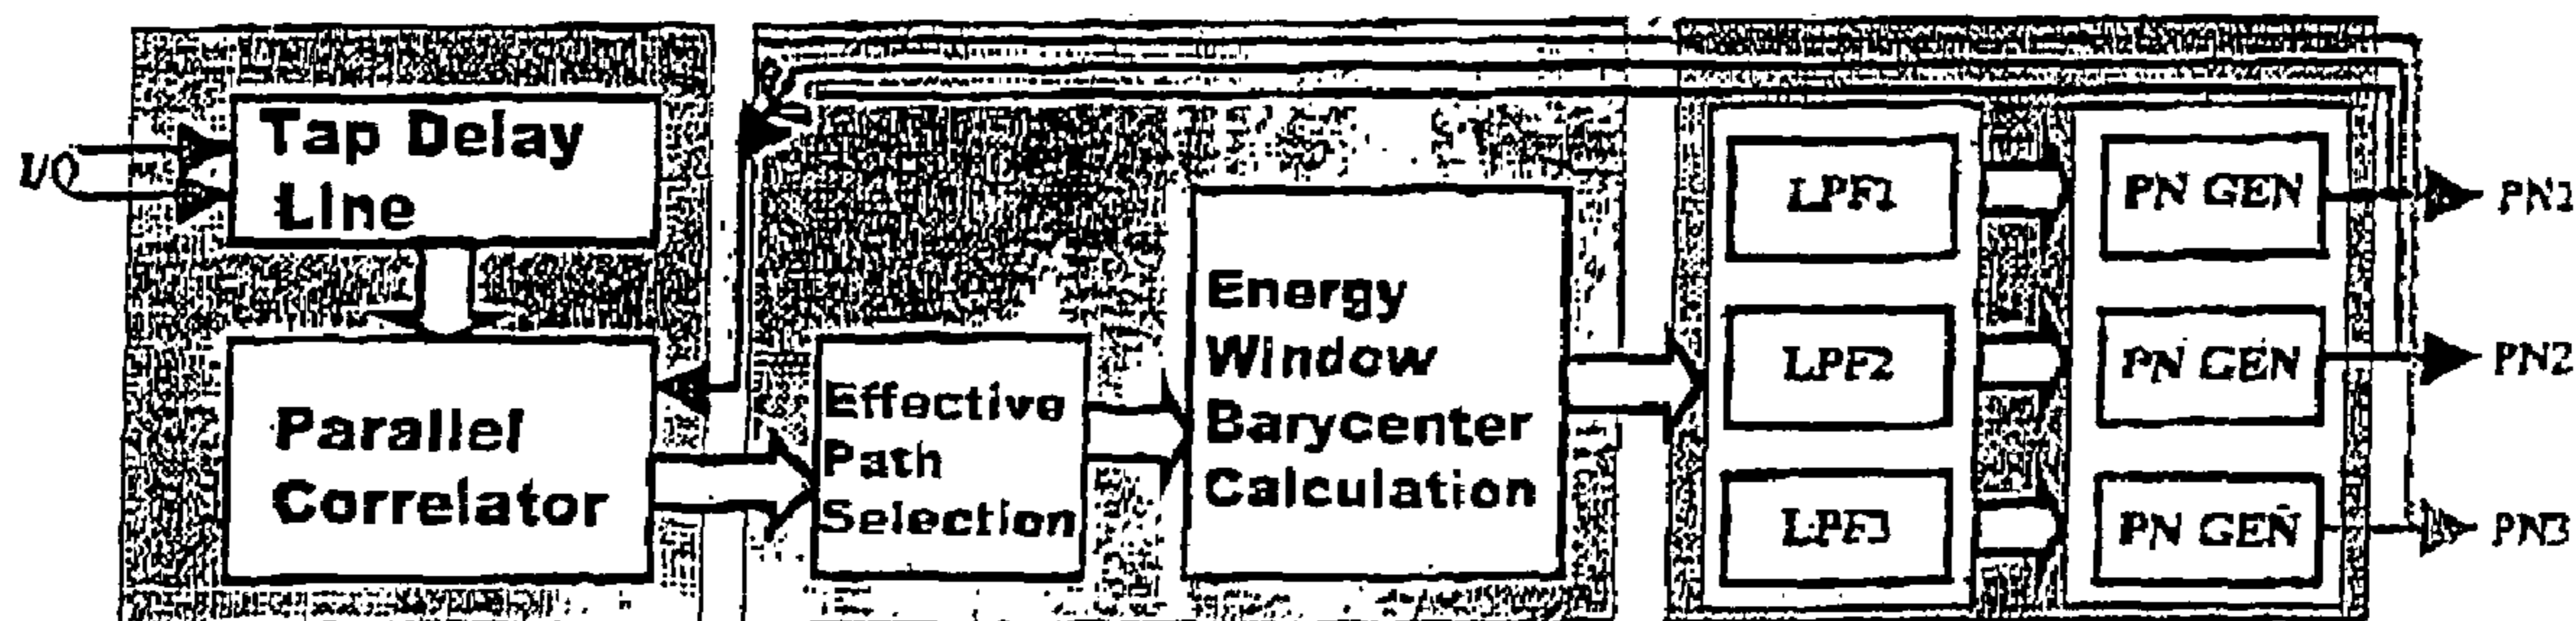 I/Q
Tap Delay
Line
Parallel
Correlator
Effective
Path
Selection
Energy
Window
Barycenter
Calculation
LPF1
LPF2
LPF3
PN GEN
PN GEN
PN GEN
PN1
PN2
PN3